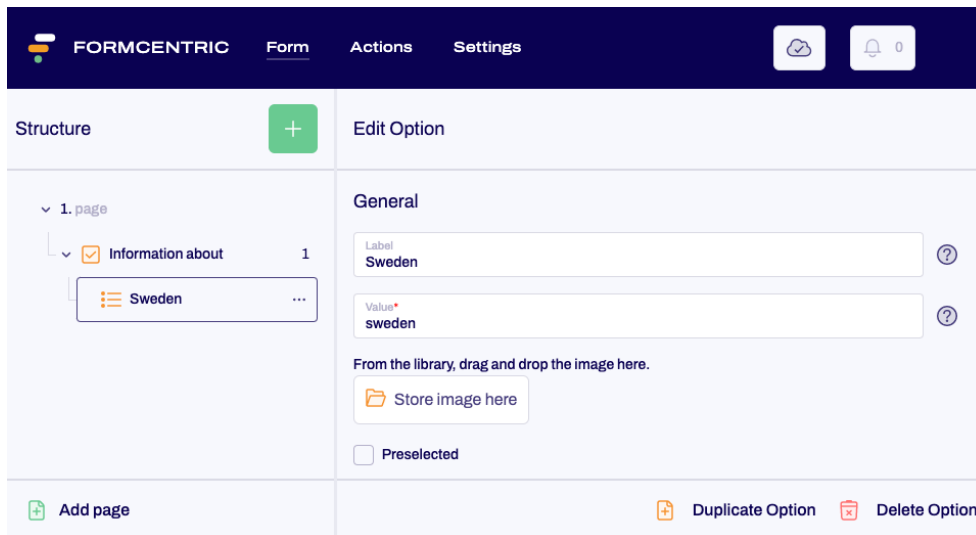 FORMCENTRIC Form Actions Settings 0
Structure
Edit Option
1. page
Information about 1
Sweden ...
General
Label
Sweden
?
Value*
sweden
?
From the library, drag and drop the image here.
Store image here
Preselected
Add page
Duplicate Option Delete Option